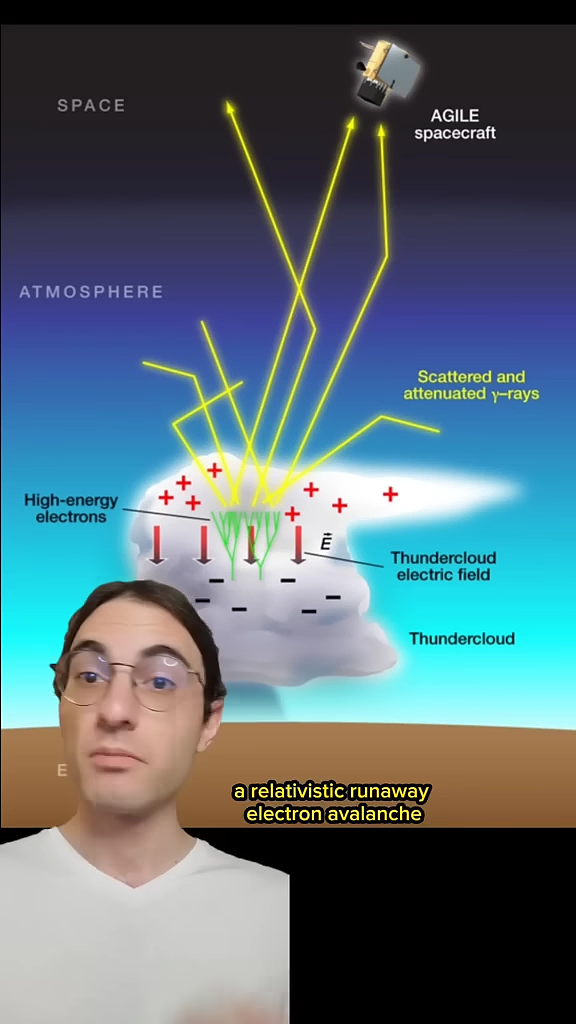 SPACE
AGILE
spacecraft
ATMOSPHERE
Scattered and
attenuated γ–rays
High-energy
electrons
E
Thundercloud
electric field
Thundercloud
E
a relativistic runaway
electron avalanche